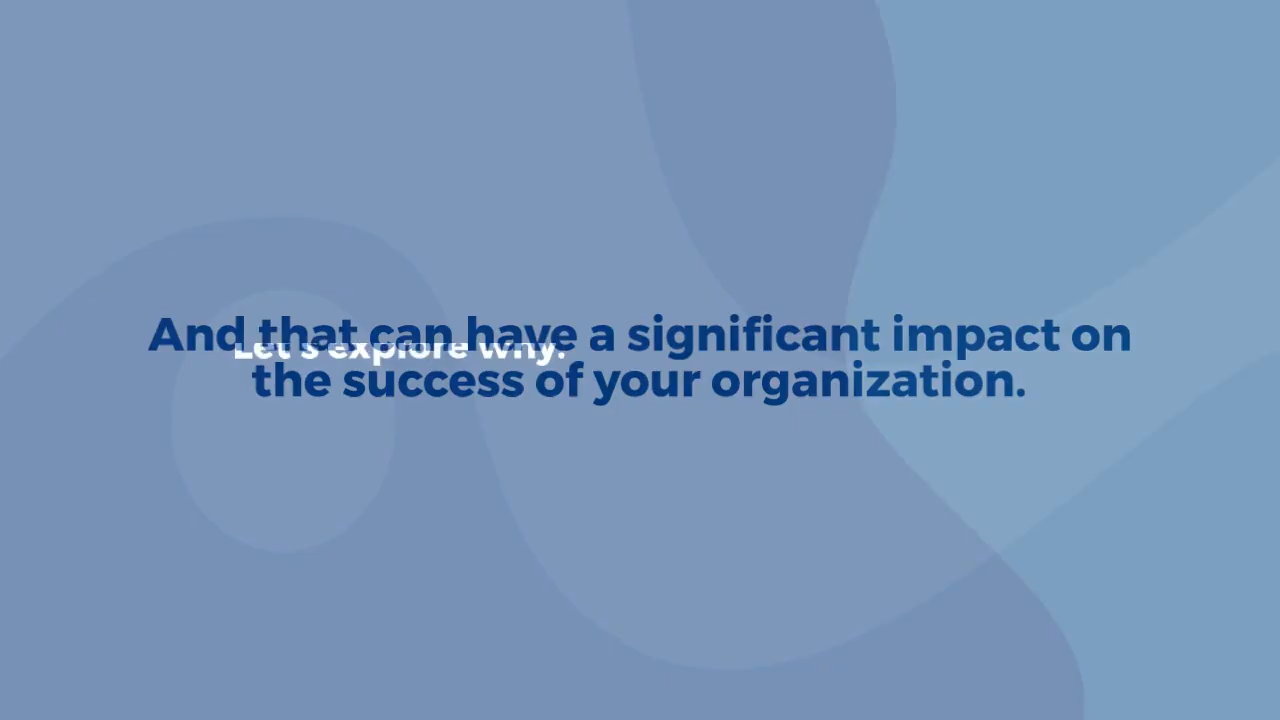 And that can have a significant impact on
Let's explore why.
the success of your organization.